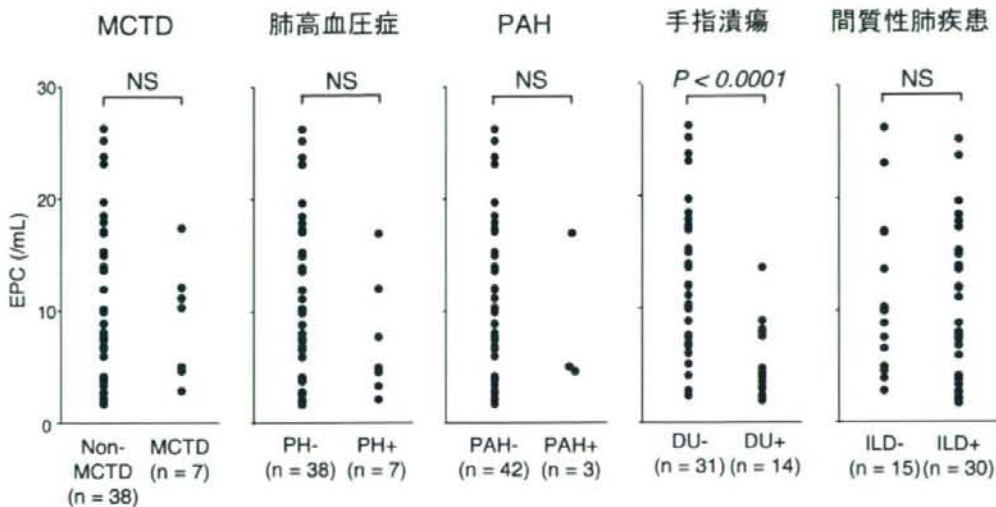 MCTD
肺高血圧症
PAH
手指潰瘍
間質性肺疾患
NS
NS
NS
P < 0.0001
NS
30
20
10
0
EPC (/mL)
Non-
MCTD
(n = 38)
MCTD
(n = 7)
PH-
(n = 38)
PH+
(n = 7)
PAH-
(n = 42)
PAH+
(n = 3)
DU-
(n = 31)
DU+
(n = 14)
ILD-
(n = 15)
ILD+
(n = 30)